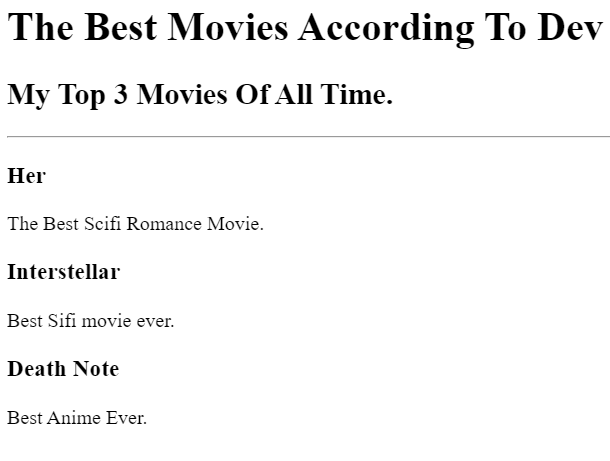 The Best Movies According To Dev
My Top 3 Movies Of All Time.
Her
The Best Scifi Romance Movie.
Interstellar
Best Sifi movie ever.
Death Note
Best Anime Ever.